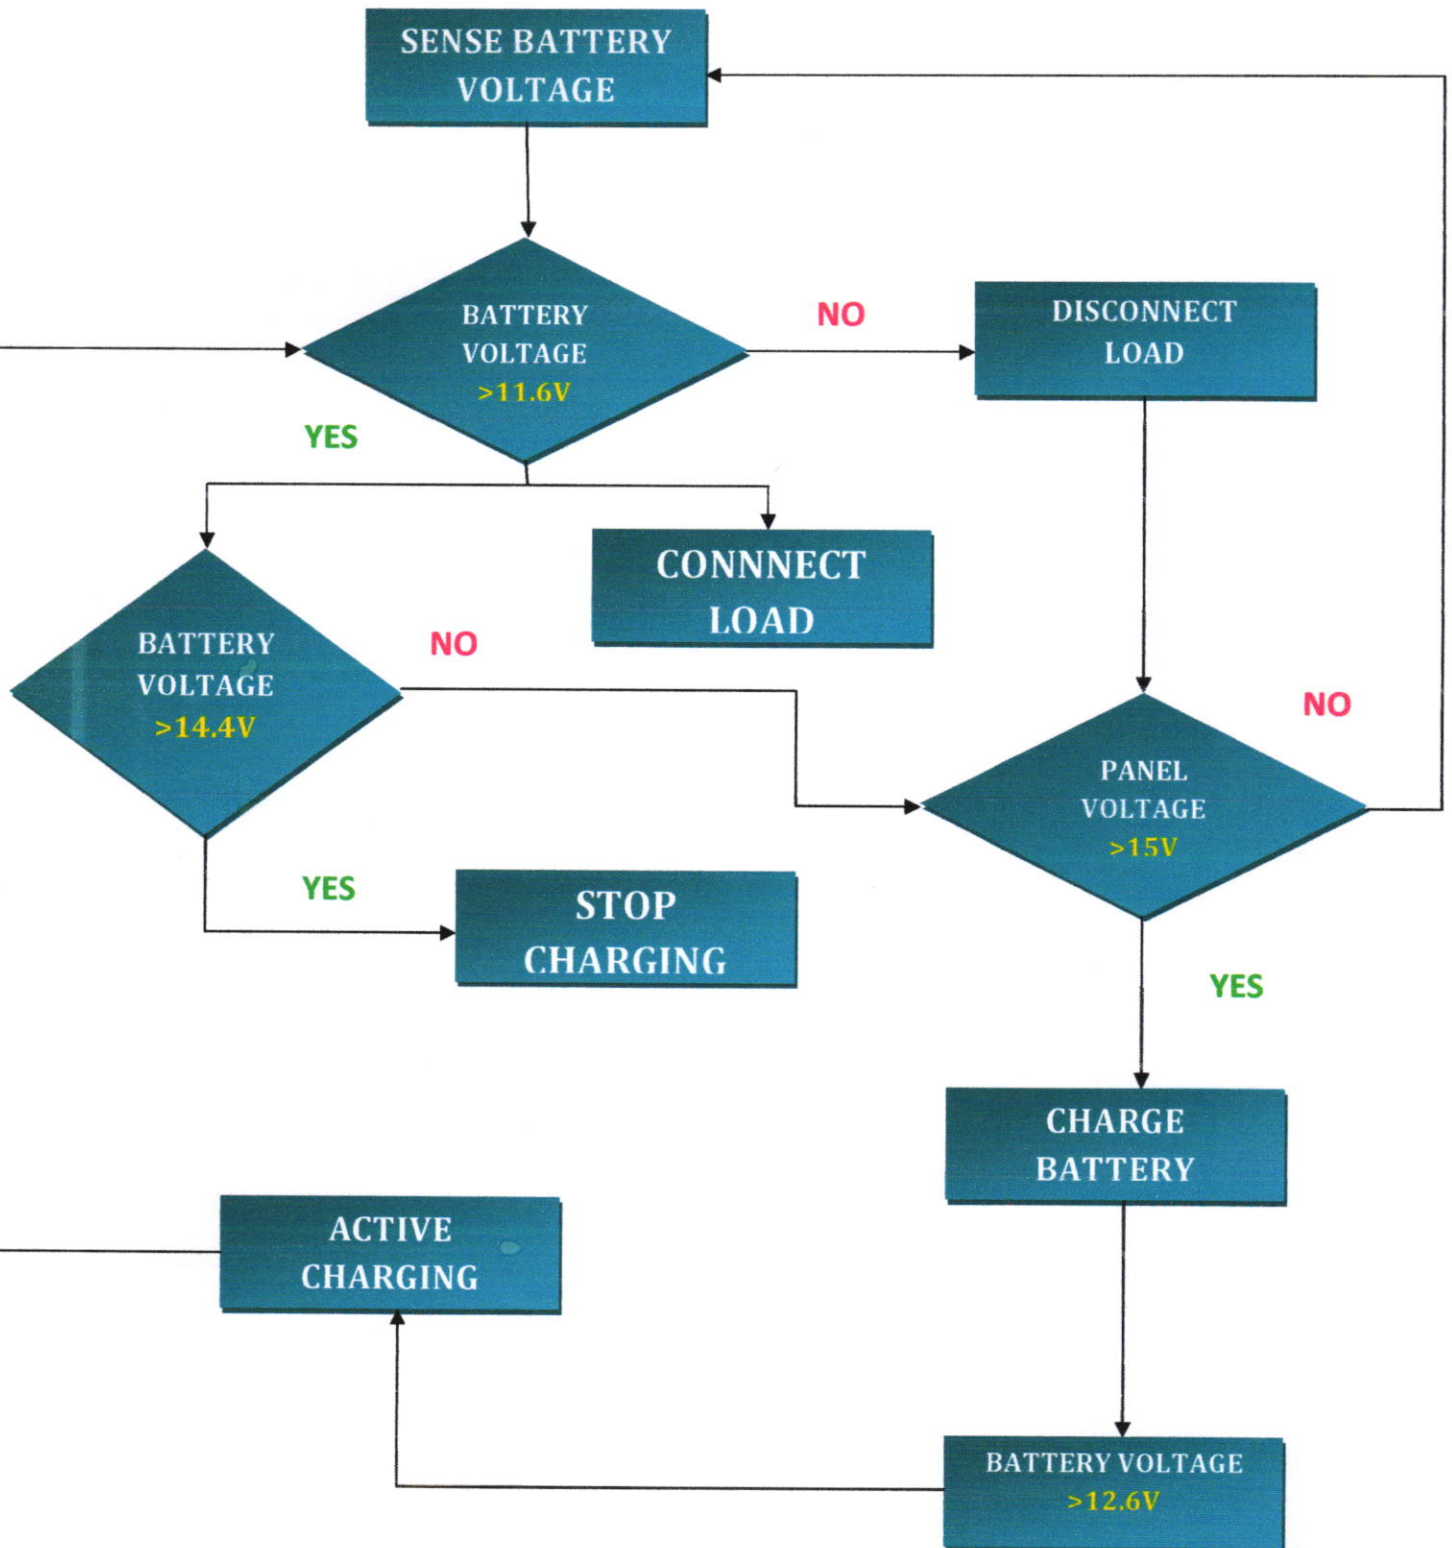 SENSE BATTERY
VOLTAGE
BATTERY
VOLTAGE
>11.6V
NO
DISCONNECT
LOAD
YES
CONNNECT
LOAD
BATTERY
VOLTAGE
>14.4V
NO
NO
PANEL
VOLTAGE
>15V
YES
STOP
CHARGING
YES
CHARGE
BATTERY
ACTIVE
CHARGING
BATTERY VOLTAGE
>12.6V